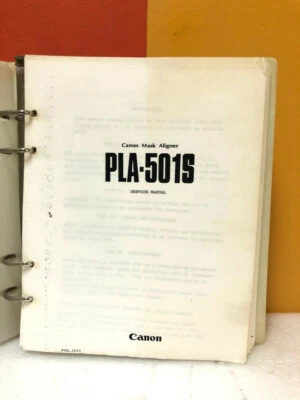 Canon Mask Aligner
PLA-501S
SERVICE MANUAL
Canon